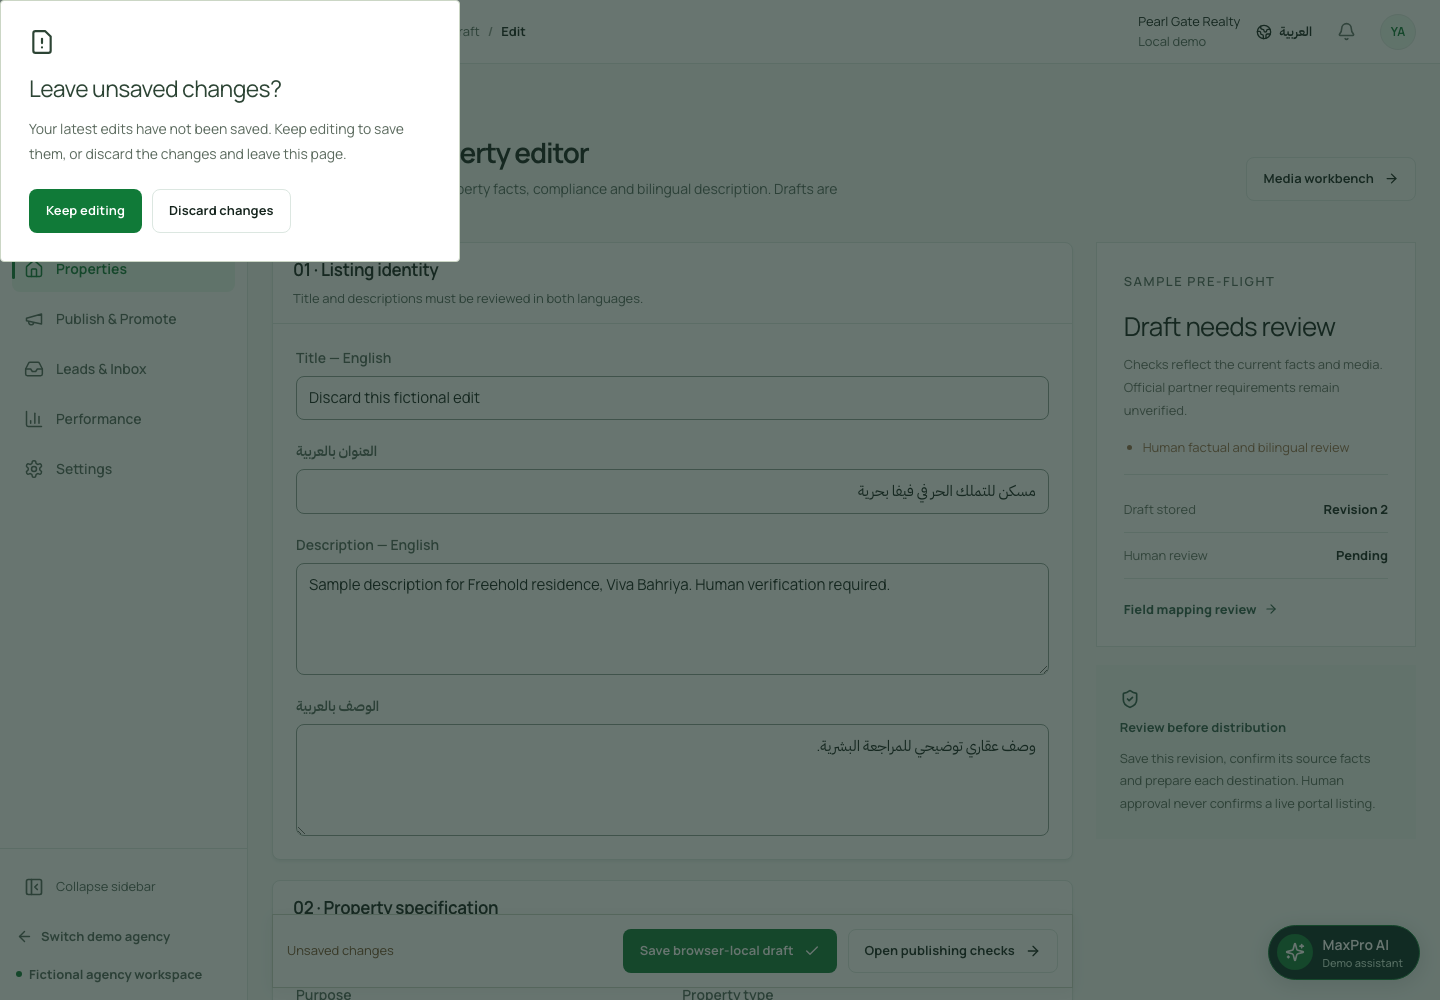 Leave unsaved changes?
Your latest edits have not been saved. Keep editing to save
them, or discard the changes and leave this page.
Keep editing
Discard changes
/ Edit
Pearl Gate Realty
Local demo
العربية
YA
editor
facts, compliance and bilingual description. Drafts are
Media workbench
Properties
Publish & Promote
Leads & Inbox
Performance
Settings
Collapse sidebar
Switch demo agency
Fictional agency workspace
01 · Listing identity
Title and descriptions must be reviewed in both languages.
Title — English
Discard this fictional edit
العنوان بالعربية
مسكن للتملك الحر في فيفا بحرية
Description — English
Sample description for Freehold residence, Viva Bahriya. Human verification required.
الوصف بالعربية
وصف عقاري توضيحي للمراجعة البشرية.
02 · Property specification
Unsaved changes
Save browser-local draft
Open publishing checks
Purpose
Property type
SAMPLE PRE-FLIGHT
Draft needs review
Checks reflect the current facts and media.
Official partner requirements remain
unverified.
Human factual and bilingual review
Draft stored
Revision 2
Human review
Pending
Field mapping review
Review before distribution
Save this revision, confirm its source facts
and prepare each destination. Human
approval never confirms a live portal listing.
MaxPro AI
Demo assistant